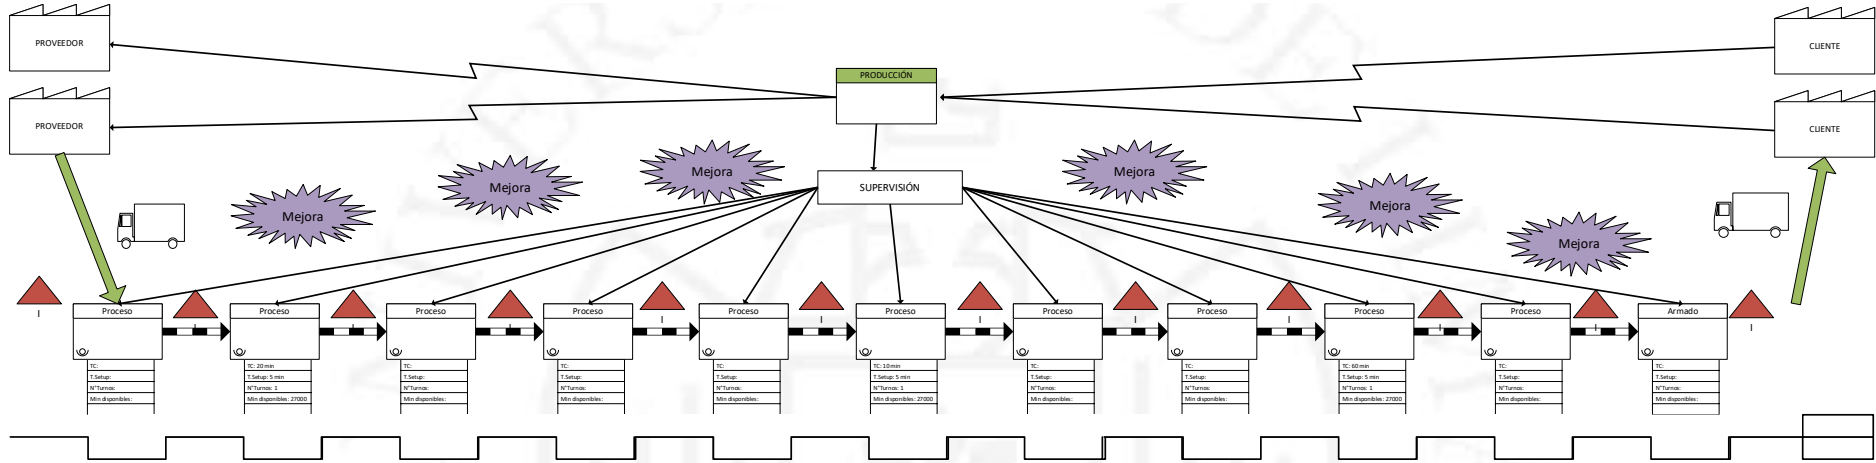 PROVEEDOR
CLIENTE
PRODUCCIÓN
PROVEEDOR
CLIENTE
Mejora
Mejora
Mejora
Mejora
Mejora
Mejora
SUPERVISIÓN
I
Proceso
I
Proceso
I
Proceso
I
Proceso
I
Proceso
I
Proceso
I
Proceso
I
Proceso
I
Proceso
I
Proceso
I
Armado
I
TC:
T.Setup:
N°Turnos:
Min disponibles:
TC: 20 min
T.Setup: 5 min
N°Turnos: 1
Min disponibles: 27000
TC:
T.Setup:
N°Turnos:
Min disponibles:
TC:
T.Setup:
N°Turnos:
Min disponibles:
TC:
T.Setup:
N°Turnos:
Min disponibles:
TC: 10 min
T.Setup: 5 min
N°Turnos: 1
Min disponibles: 27000
TC:
T.Setup:
N°Turnos:
Min disponibles:
TC:
T.Setup:
N°Turnos:
Min disponibles:
TC: 60 min
T.Setup: 5 min
N°Turnos: 1
Min disponibles: 27000
TC:
T.Setup:
N°Turnos:
Min disponibles:
TC:
T.Setup:
N°Turnos:
Min disponibles: